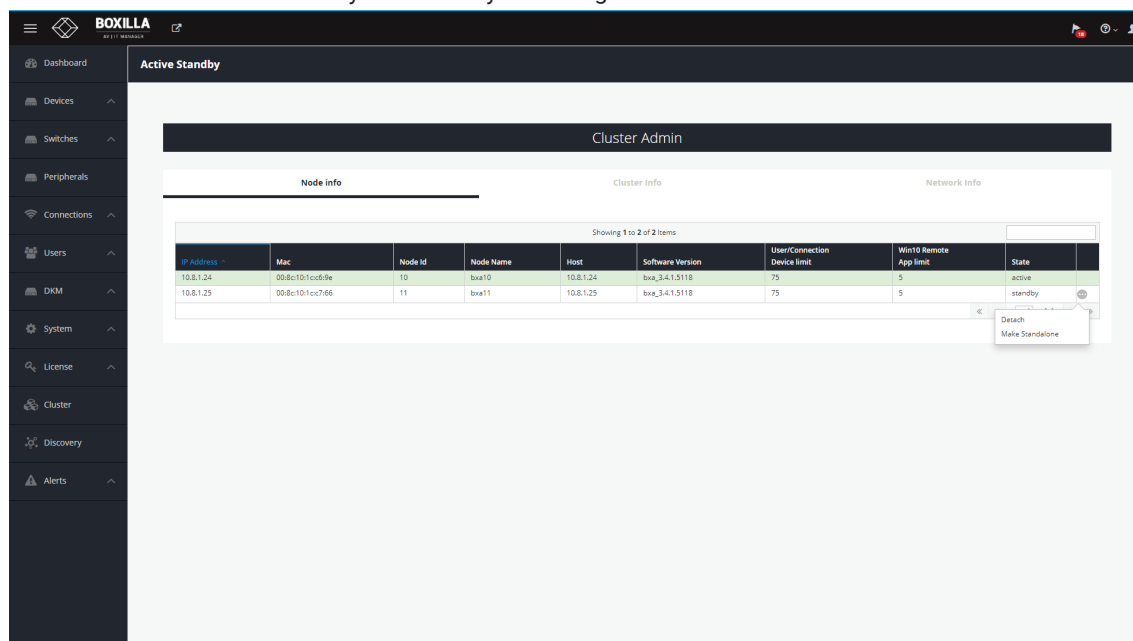 BOXILLA
AV | IT MANAGER
18
Dashboard
Active Standby
Devices
Switches
Cluster Admin
Peripherals
Node info
Cluster Info
Network Info
Connections
Showing 1 to 2 of 2 Items
Users
IP Address Mac Node Id Node Name Host Software Version User/Connection Device limit Win10 Remote App limit State
10.8.1.24 00:8c:10:1c:c6:9e 10 bxa10 10.8.1.24 bxa_3.4.1.5118 75 5 active
10.8.1.25 00:8c:10:1c:c7:66 11 bxa11 10.8.1.25 bxa_3.4.1.5118 75 5 standby
DKM
Detach
Make Standalone
System
License
Cluster
Discovery
Alerts